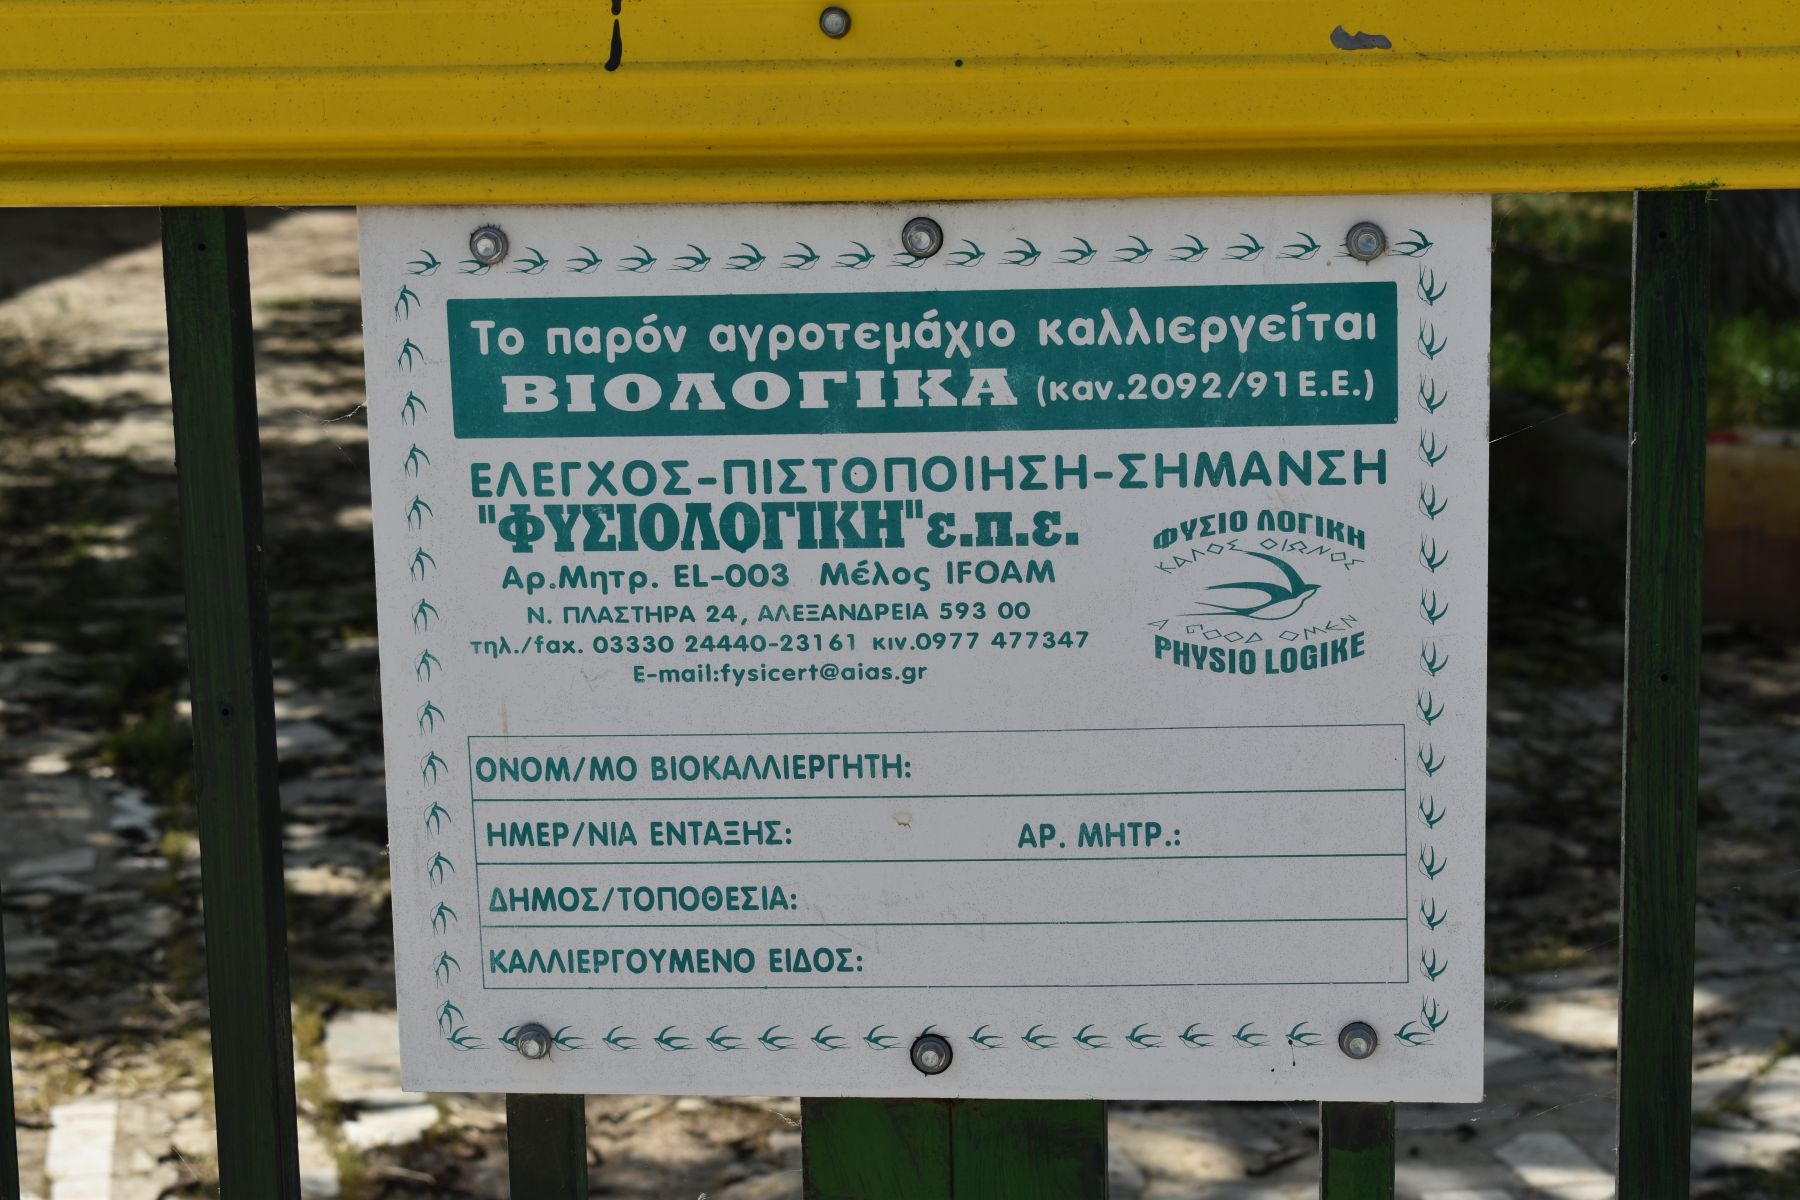 Το παρόν αγροτεμάχιο καλλιεργείται
ΒΙΟΛΟΓΙΚΑ (καν.2092/91 Ε.Ε.)
ΕΛΕΓΧΟΣ-ΠΙΣΤΟΠΟΙΗΣΗ-ΣΗΜΑΝΣΗ
"ΦΥΣΙΟΛΟΓΙΚΗ" ε.π.ε.
Αρ.Μητρ. EL-003 Μέλος IFOAM
Ν. ΠΛΑΣΤΗΡΑ 24, ΑΛΕΞΑΝΔΡΕΙΑ 593 00
τηλ./fax. 03330 24440-23161 κιν.0977 477347
E-mail:fysicert@aias.gr
ΦΥΣΙΟ ΛΟΓΙΚΗ
ΚΑΛΟΣ ΟΙΩΝΟΣ
A GOOD OMEN
PHYSIO LOGIKE
ΟΝΟΜ/ΜΟ ΒΙΟΚΑΛΛΙΕΡΓΗΤΗ:
ΗΜΕΡ/ΝΙΑ ΕΝΤΑΞΗΣ: ΑΡ. ΜΗΤΡ.:
ΔΗΜΟΣ/ΤΟΠΟΘΕΣΙΑ:
ΚΑΛΛΙΕΡΓΟΥΜΕΝΟ ΕΙΔΟΣ: